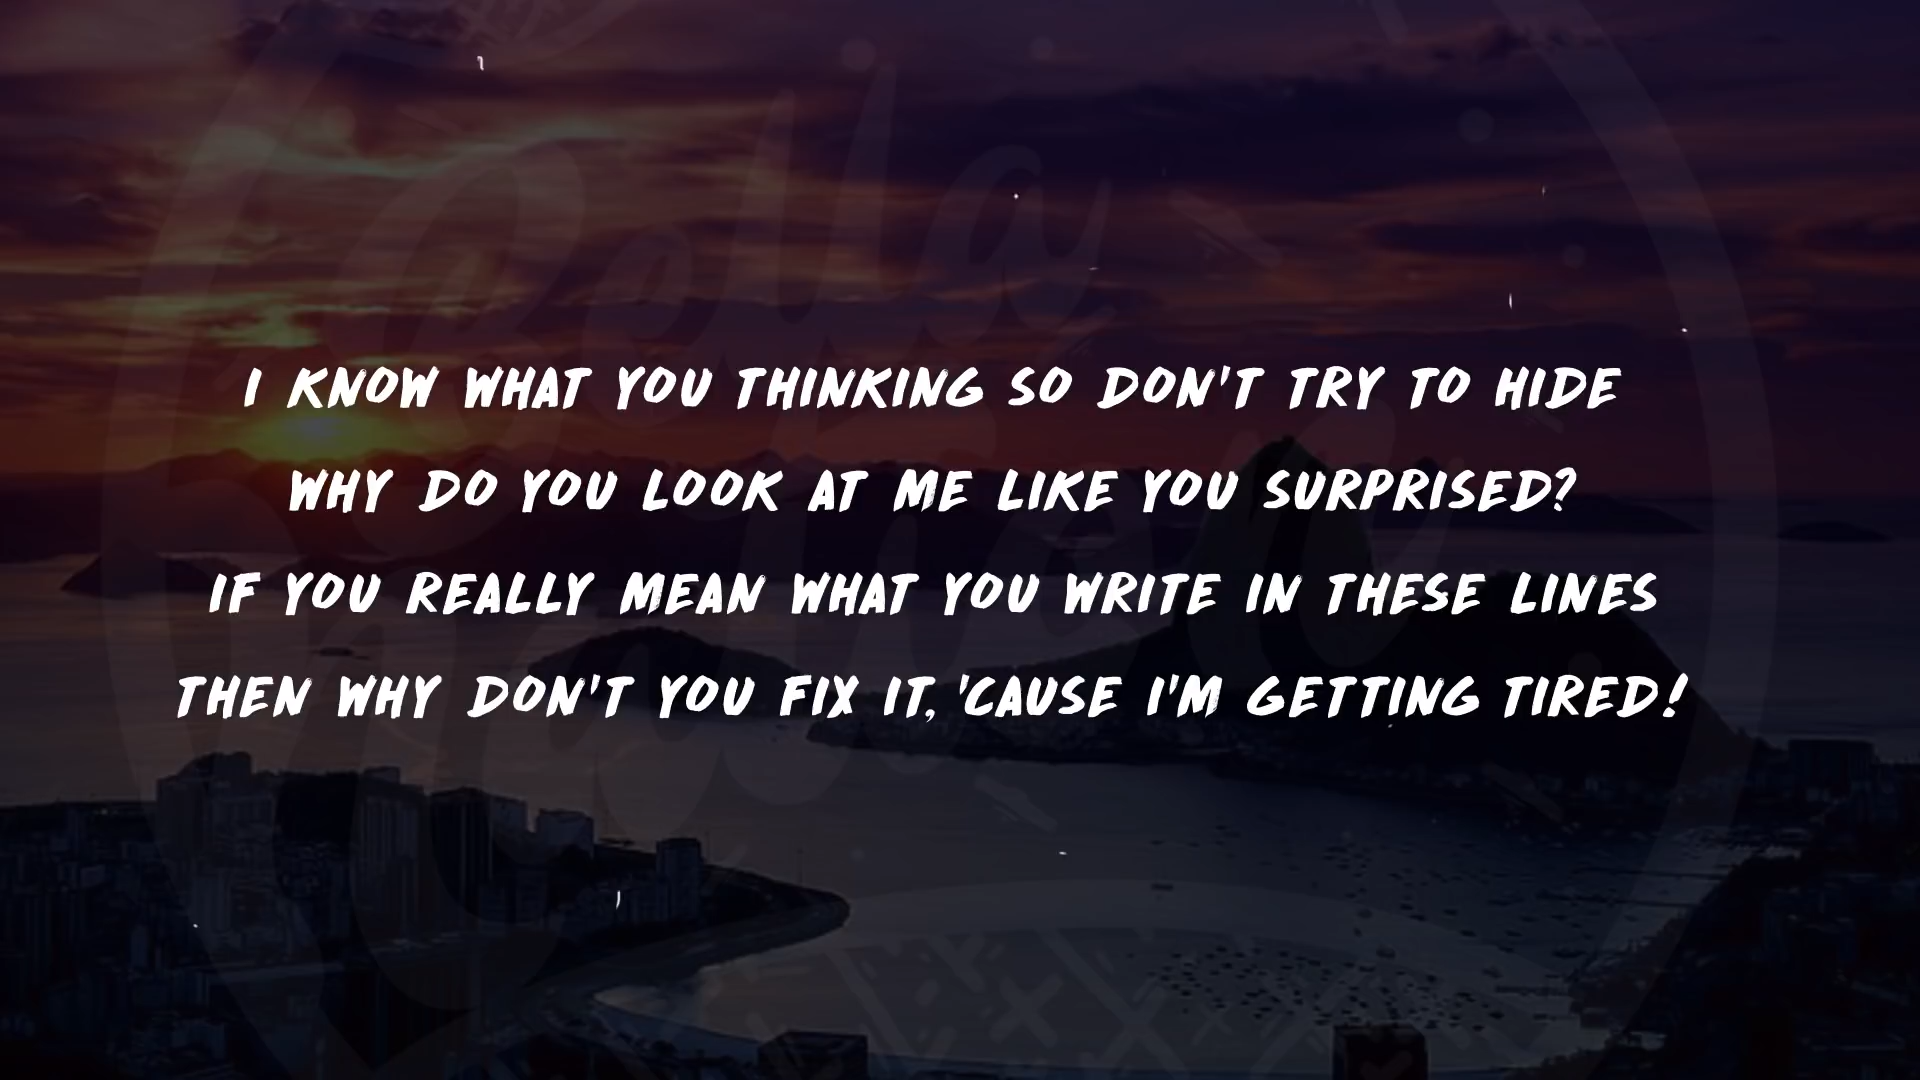 I KNOW WHAT YOU THINKING SO DON'T TRY TO HIDE
WHY DO YOU LOOK AT ME LIKE YOU SURPRISED?
IF YOU REALLY MEAN WHAT YOU WRITE IN THESE LINES
THEN WHY DON'T YOU FIX IT, 'CAUSE I'M GETTING TIRED!